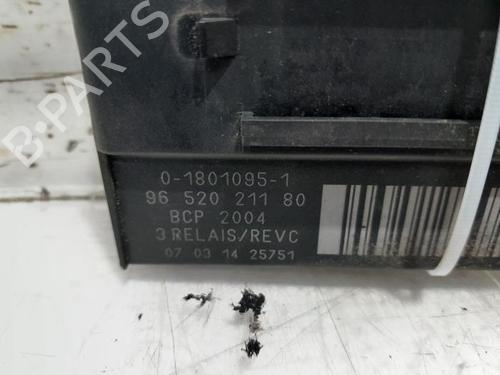 B-PARTS
0-1801095-1
96 520 211 80
BCP 2004
3 RELAIS/REVC
07 03 14 25751